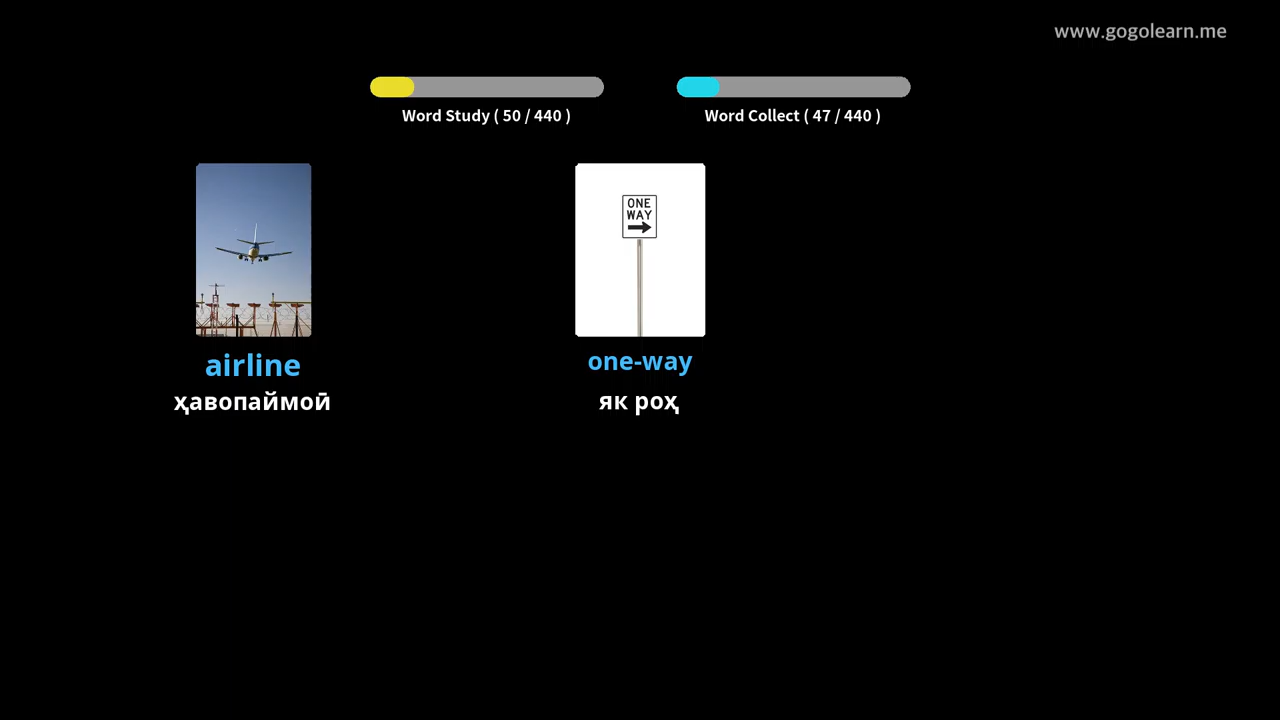 www.gogolearn.me
Word Study ( 50 / 440 )
Word Collect ( 47 / 440 )
ONE
WAY
airline
ҳавопаймоӣ
one-way
як роҳ